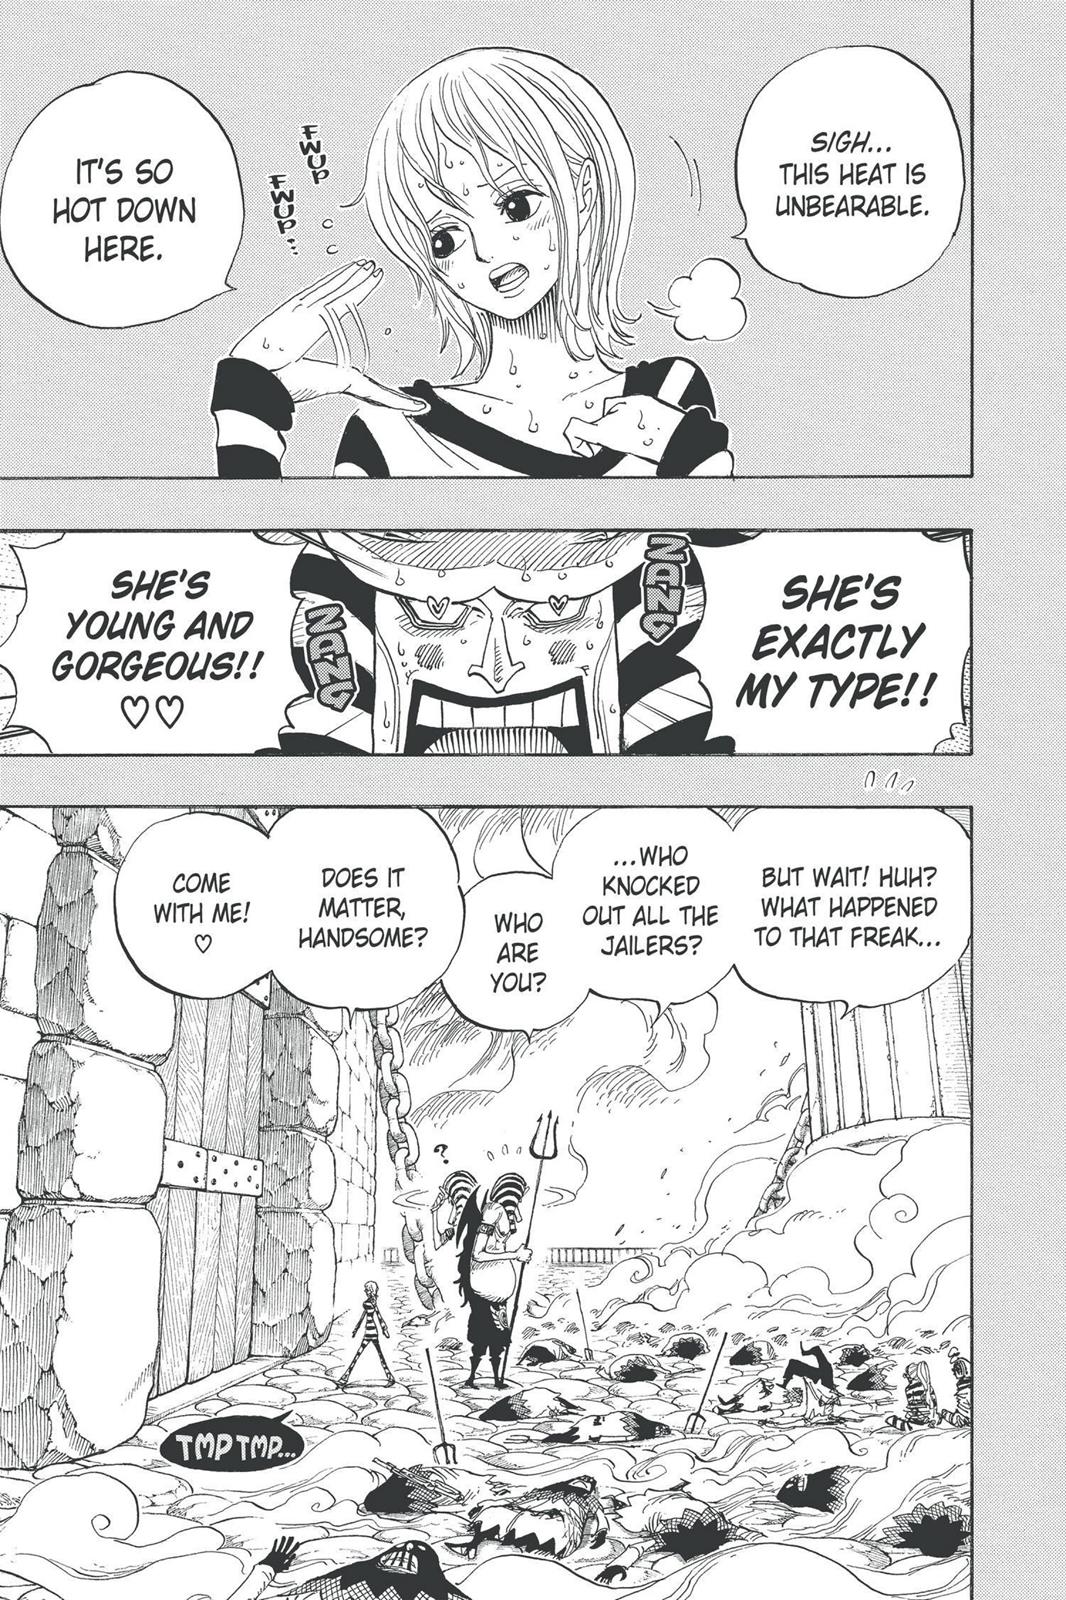 SIGH...
THIS HEAT IS
UNBEARABLE.
FWUP
FWUP...
IT'S SO
HOT DOWN
HERE.
SHE'S
EXACTLY
MY TYPE!!
ZANG
ZANG
SHE'S
YOUNG AND
GORGEOUS!!
♡♡
BUT WAIT! HUH?
WHAT HAPPENED
TO THAT FREAK...
...WHO
KNOCKED
OUT ALL THE
JAILERS?
WHO
ARE
YOU?
DOES IT
MATTER,
HANDSOME?
COME
WITH ME!
♡
?
TMP TMP...